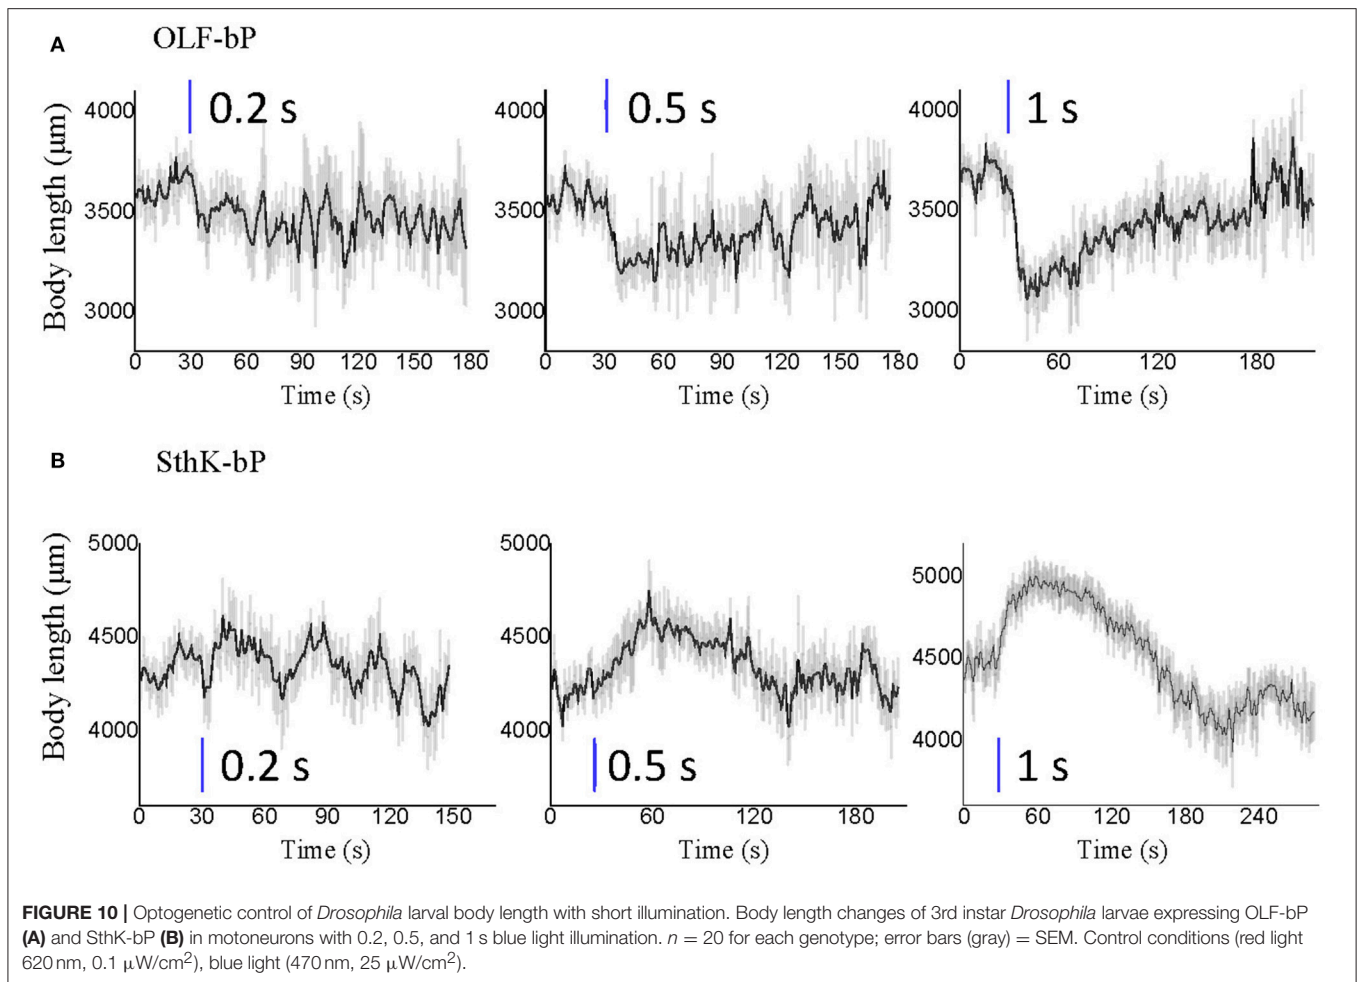 A
OLF-bP
Body length (μm)
4000
3500
3000
0.2 s
0 30 60 90 120 150 180
Time (s)
4000
3500
3000
0.5 s
0 30 60 90 120 180
Time (s)
4000
3500
3000
1 s
0 60 120 180
Time (s)
B
SthK-bP
Body length (μm)
5000
4500
4000
0.2 s
0 30 60 90 120 150
Time (s)
5000
4500
4000
0.5 s
0 60 120 180
Time (s)
5000
4500
4000
1 s
0 60 120 180 240
Time (s)
FIGURE 10 | Optogenetic control of Drosophila larval body length with short illumination. Body length changes of 3rd instar Drosophila larvae expressing OLF-bP
(A) and SthK-bP (B) in motoneurons with 0.2, 0.5, and 1 s blue light illumination. n = 20 for each genotype; error bars (gray) = SEM. Control conditions (red light
620 nm, 0.1 μW/cm²), blue light (470 nm, 25 μW/cm²).